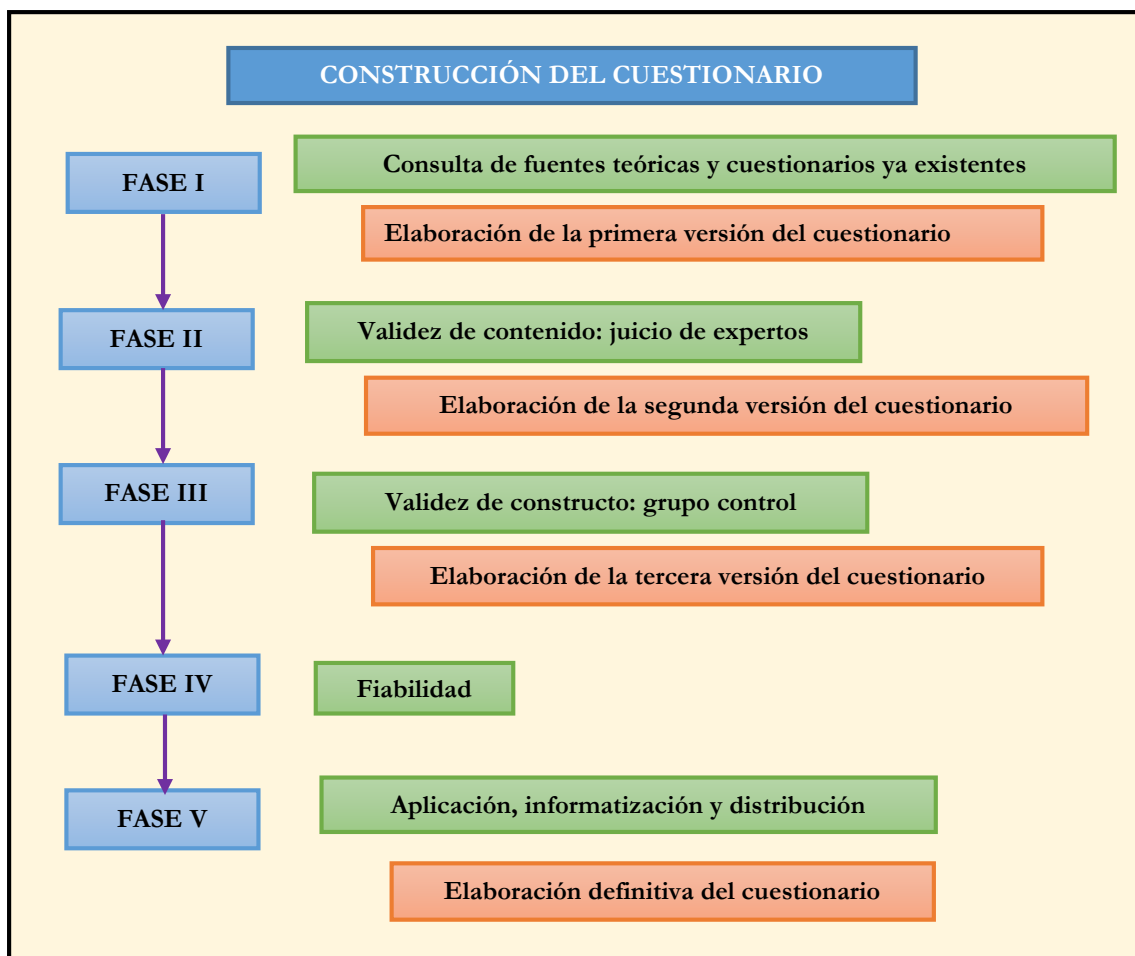 CONSTRUCCIÓN DEL CUESTIONARIO
FASE I
Consulta de fuentes teóricas y cuestionarios ya existentes
Elaboración de la primera versión del cuestionario
FASE II
Validez de contenido: juicio de expertos
Elaboración de la segunda versión del cuestionario
FASE III
Validez de constructo: grupo control
Elaboración de la tercera versión del cuestionario
FASE IV
Fiabilidad
FASE V
Aplicación, informatización y distribución
Elaboración definitiva del cuestionario